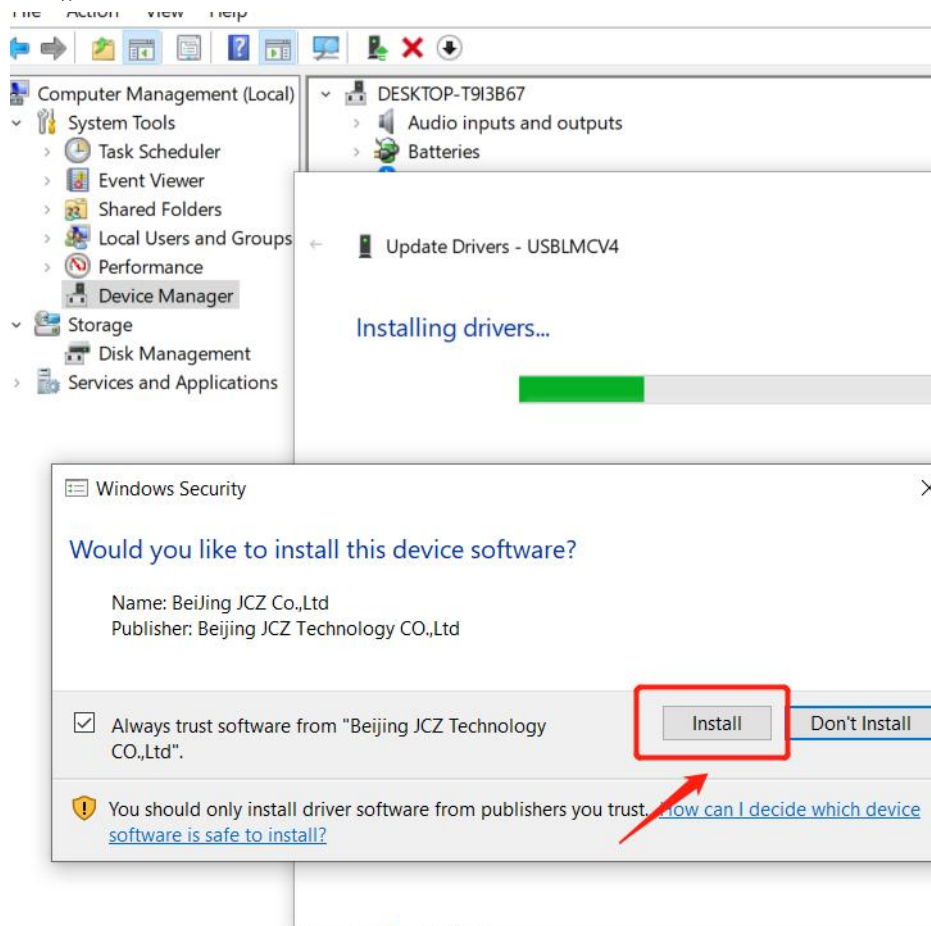 File Action View Help
Computer Management (Local)
System Tools
Task Scheduler
Event Viewer
Shared Folders
Local Users and Groups
Performance
Device Manager
Storage
Disk Management
Services and Applications
DESKTOP-T9I3B67
Audio inputs and outputs
Batteries
Update Drivers - USBLMCV4
Installing drivers...
Windows Security
Would you like to install this device software?
Name: BeiJing JCZ Co.,Ltd
Publisher: Beijing JCZ Technology CO.,Ltd
Always trust software from "Beijing JCZ Technology
CO.,Ltd".
Install
Don't Install
You should only install driver software from publishers you trust. How can I decide which device
software is safe to install?